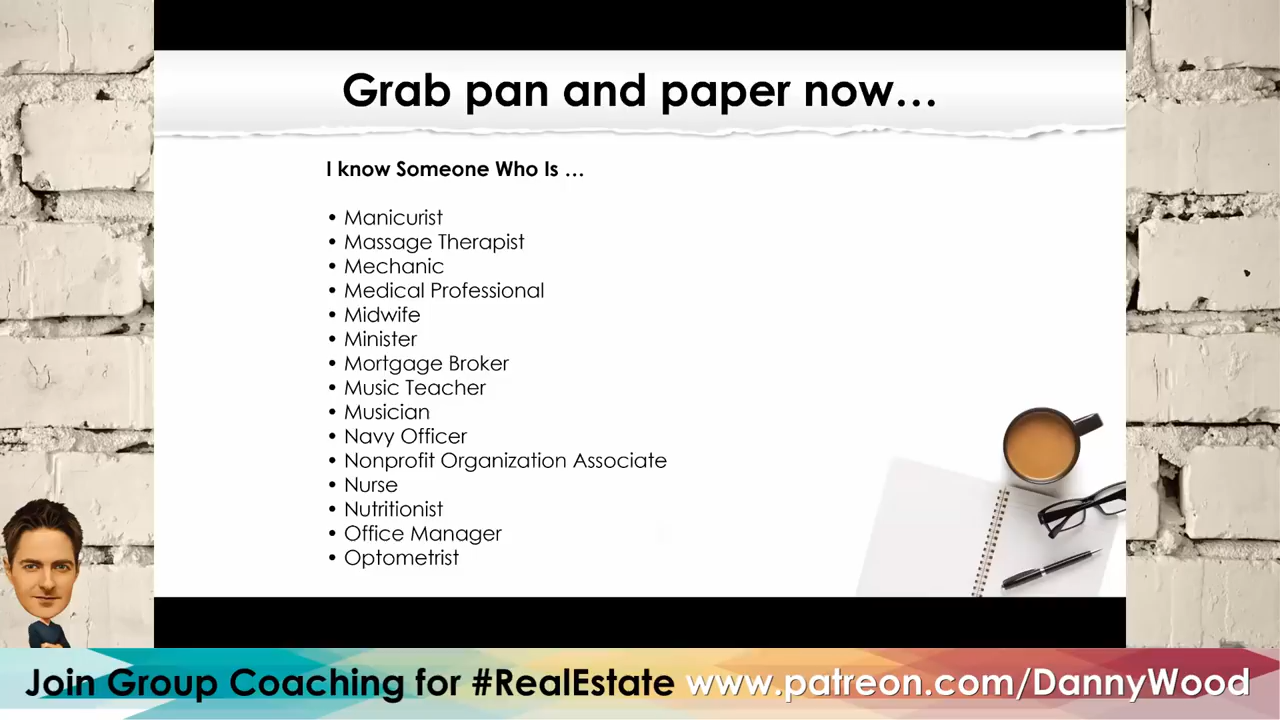 Grab pan and paper now…
I know Someone Who Is …
• Manicurist
• Massage Therapist
• Mechanic
• Medical Professional
• Midwife
• Minister
• Mortgage Broker
• Music Teacher
• Musician
• Navy Officer
• Nonprofit Organization Associate
• Nurse
• Nutritionist
• Office Manager
• Optometrist
Join Group Coaching for #RealEstate www.patreon.com/DannyWood